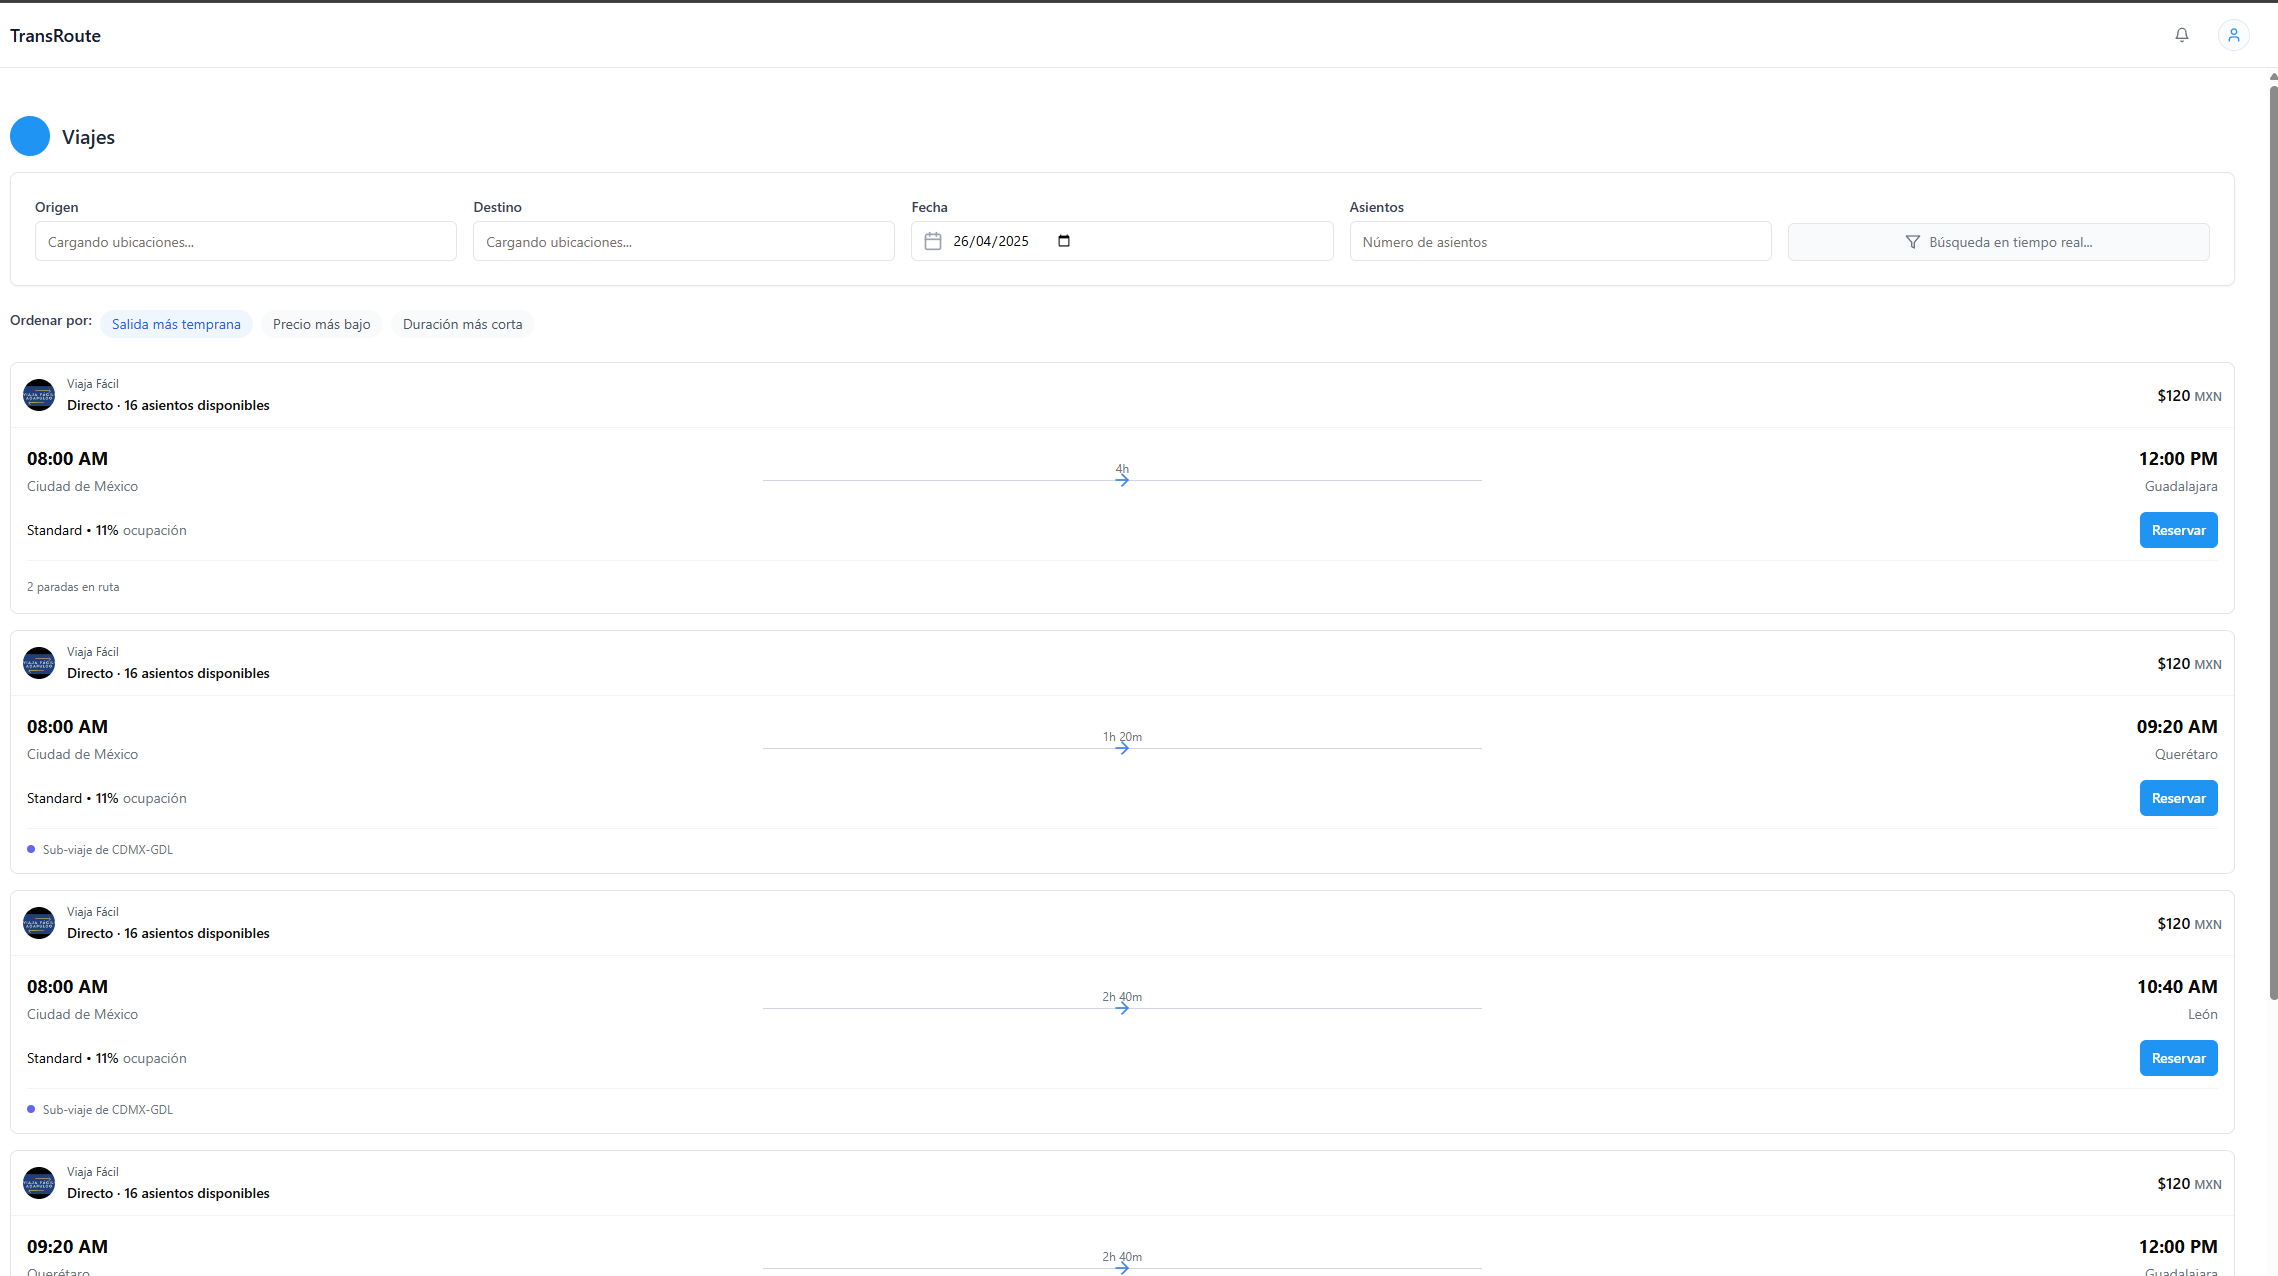 TransRoute
Viajes
Origen
Destino
Fecha
Asientos
Cargando ubicaciones...
Cargando ubicaciones...
26/04/2025
Número de asientos
Búsqueda en tiempo real...
Ordenar por:
Salida más temprana
Precio más bajo
Duración más corta
Viaja Fácil
Directo · 16 asientos disponibles
$120 MXN
08:00 AM
4h
12:00 PM
Ciudad de México
Guadalajara
Standard • 11% ocupación
Reservar
2 paradas en ruta
Viaja Fácil
Directo · 16 asientos disponibles
$120 MXN
08:00 AM
1h 20m
09:20 AM
Ciudad de México
Querétaro
Standard • 11% ocupación
Reservar
Sub-viaje de CDMX-GDL
Viaja Fácil
Directo · 16 asientos disponibles
$120 MXN
08:00 AM
2h 40m
10:40 AM
Ciudad de México
León
Standard • 11% ocupación
Reservar
Sub-viaje de CDMX-GDL
Viaja Fácil
Directo · 16 asientos disponibles
$120 MXN
09:20 AM
2h 40m
12:00 PM
Querétaro
Guadalajara